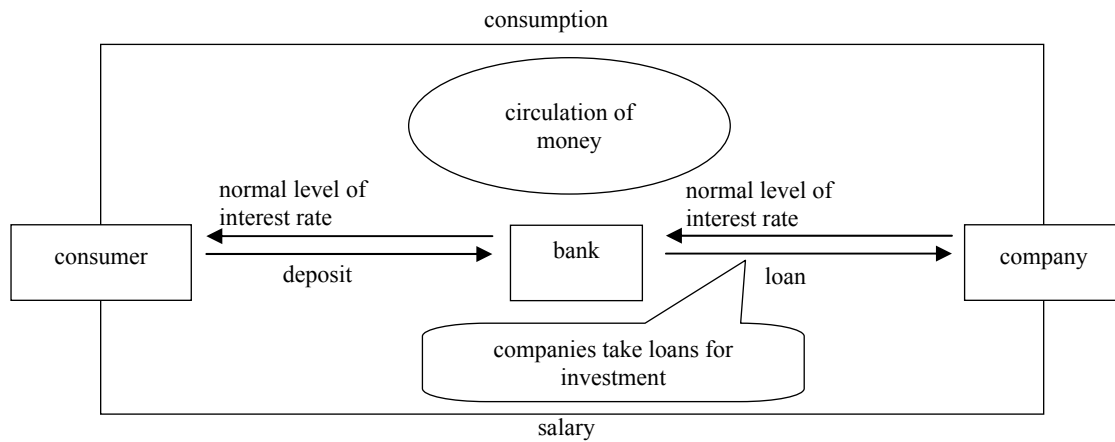 consumption
circulation of
money
normal level of
interest rate
normal level of
interest rate
consumer
bank
company
deposit
loan
companies take loans for
investment
salary